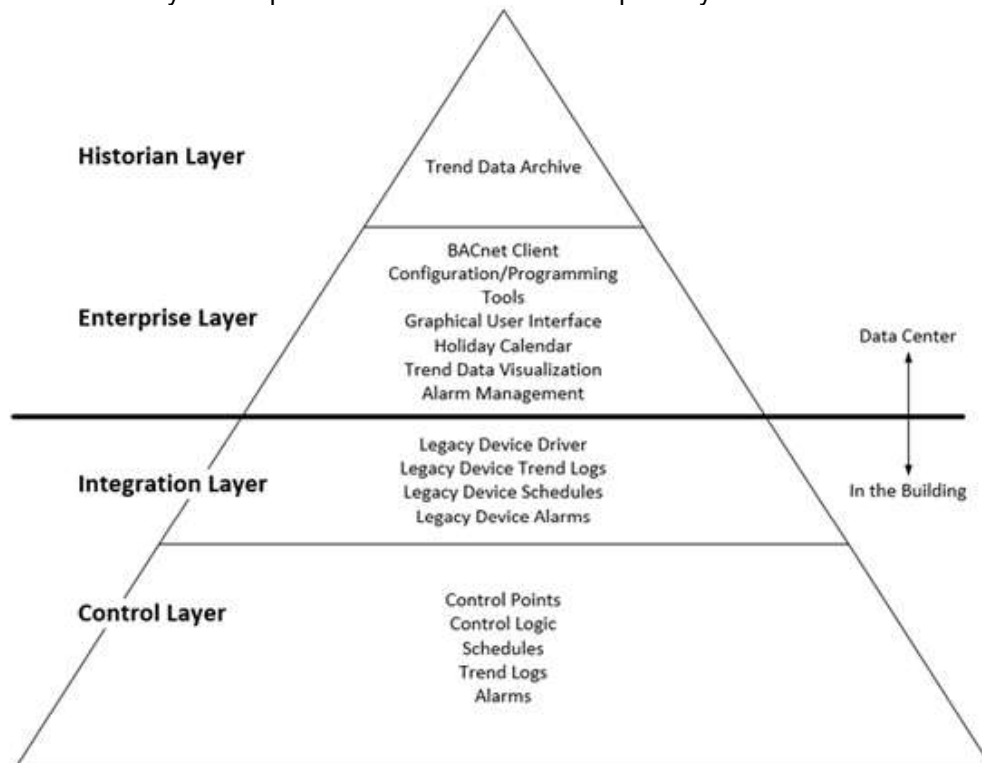 Historian Layer
Trend Data Archive
BACnet Client
Configuration/Programming
Tools
Enterprise Layer
Graphical User Interface
Holiday Calendar
Trend Data Visualization
Alarm Management
Data Center
Legacy Device Driver
Legacy Device Trend Logs
Integration Layer
Legacy Device Schedules
Legacy Device Alarms
In the Building
Control Layer
Control Points
Control Logic
Schedules
Trend Logs
Alarms